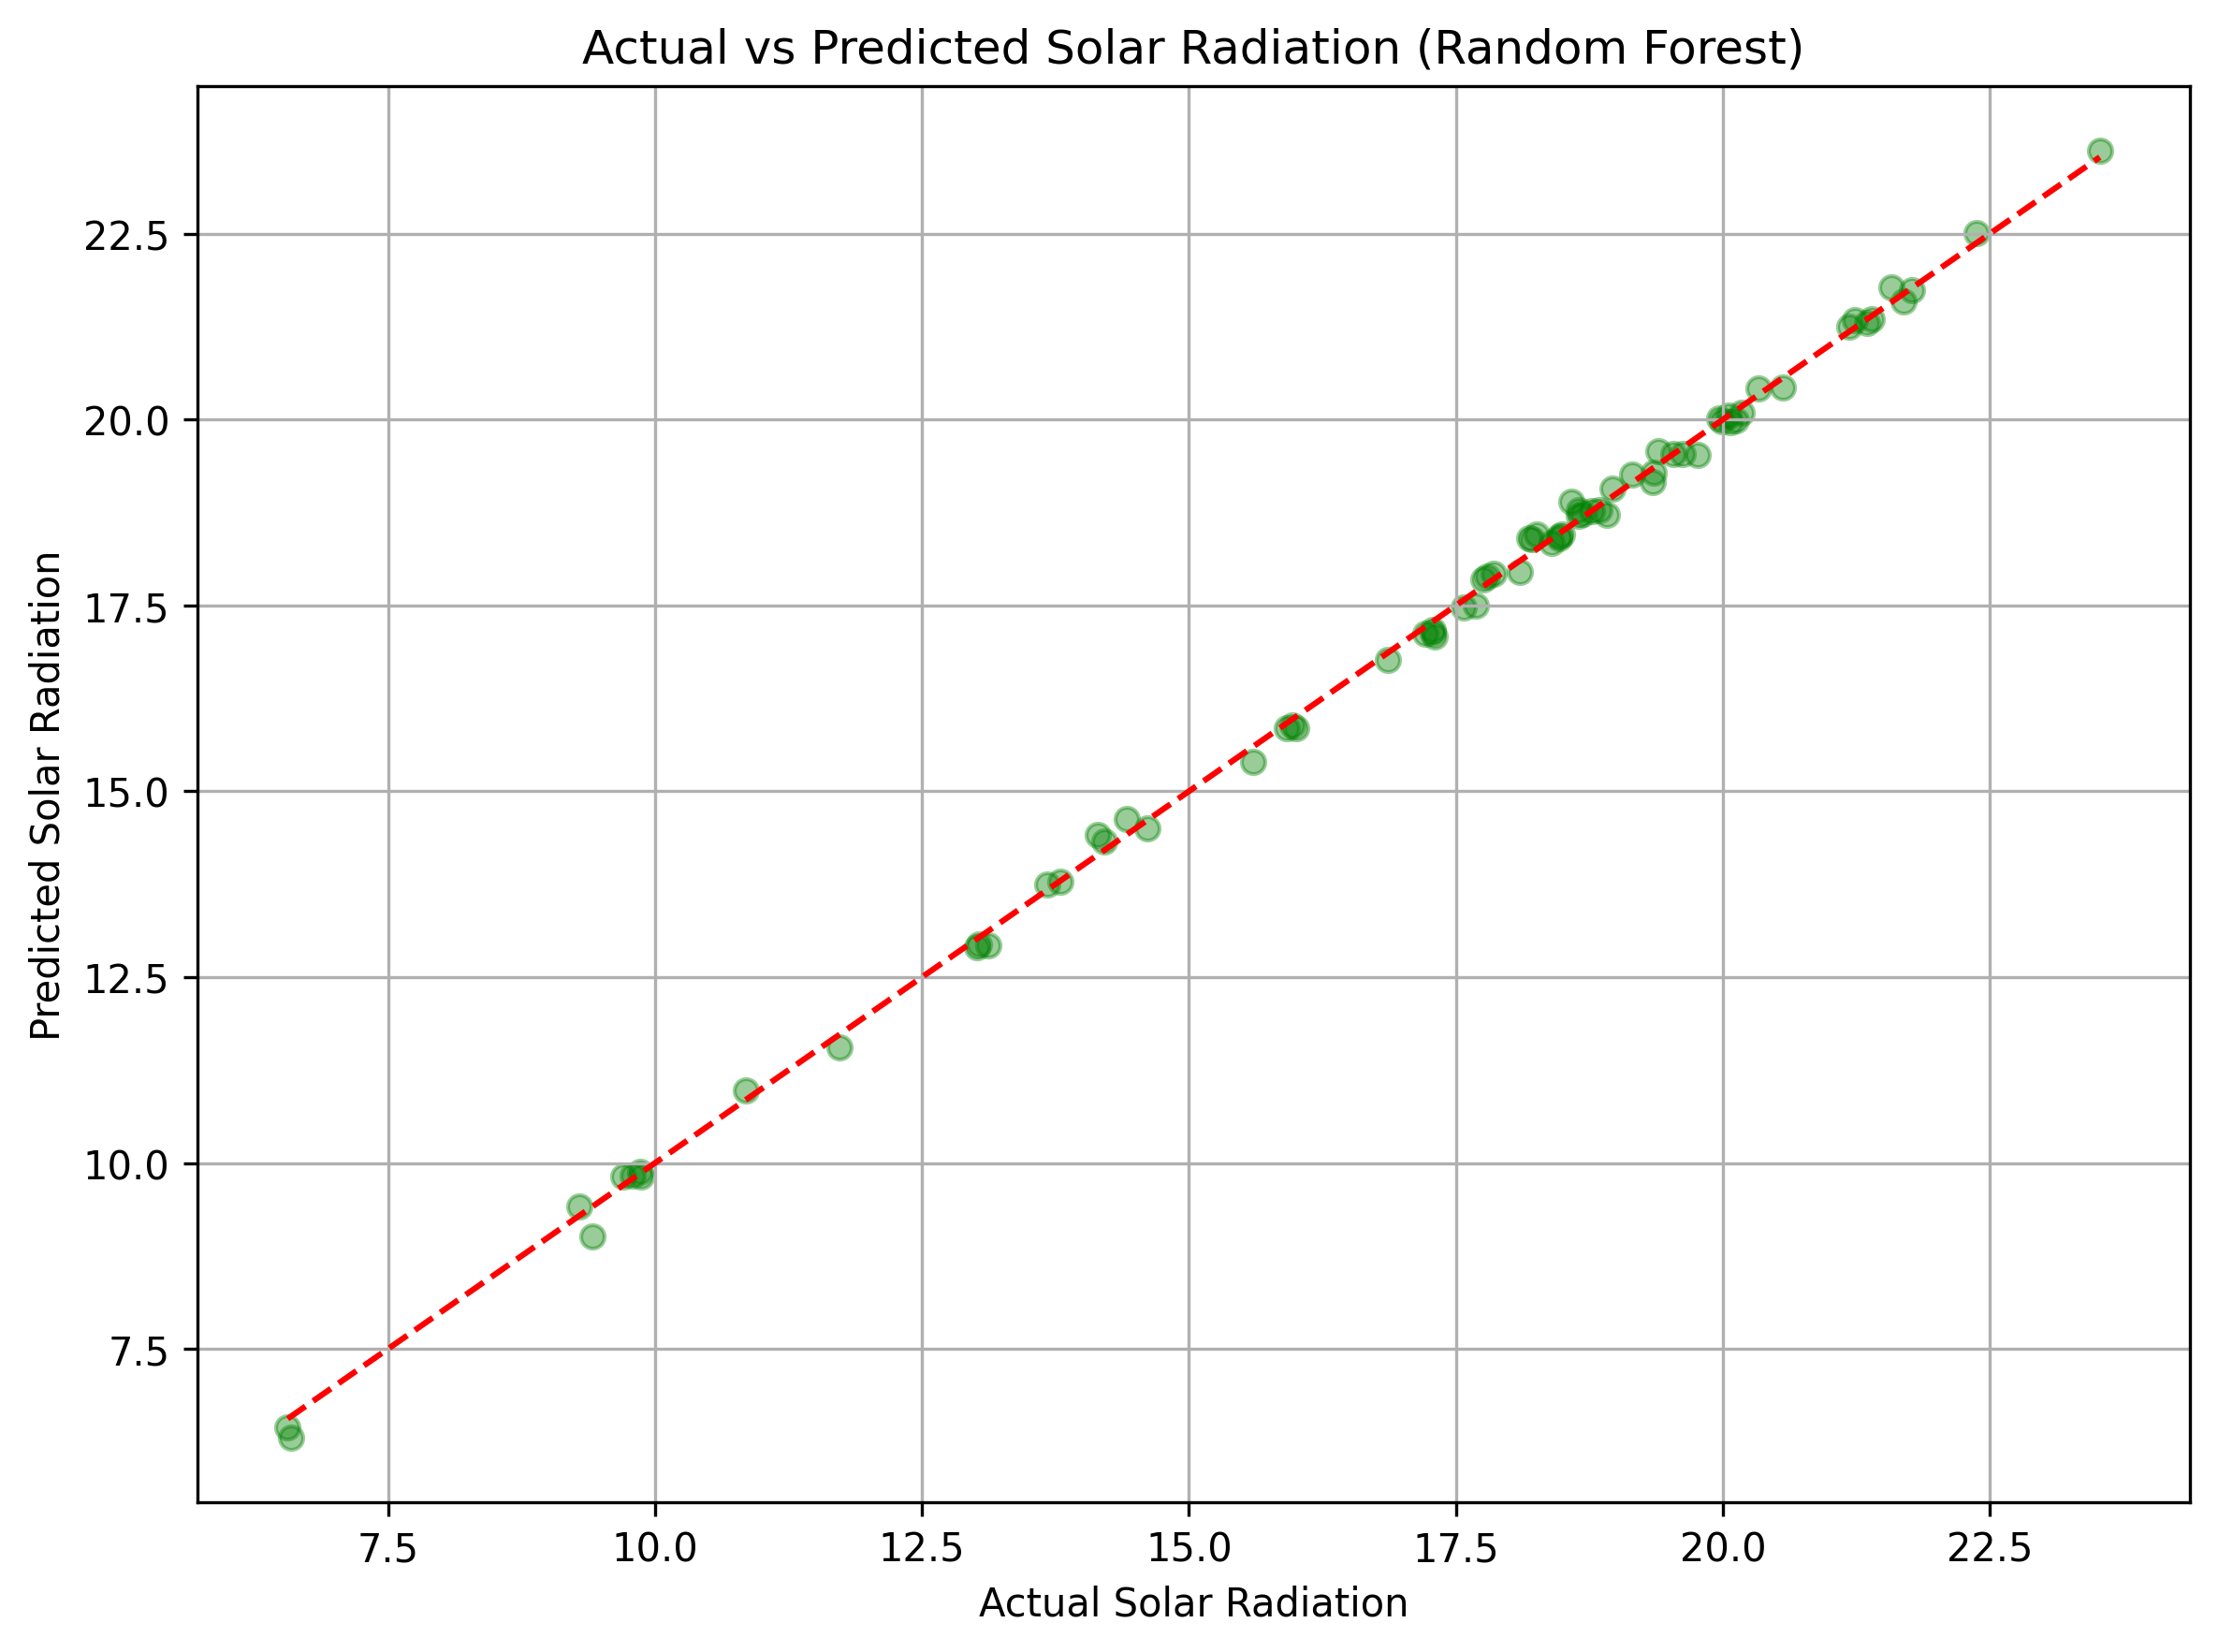 Actual vs Predicted Solar Radiation (Random Forest)
Predicted Solar Radiation
22.5
20.0
17.5
15.0
12.5
10.0
7.5
7.5 10.0 12.5 15.0 17.5 20.0 22.5
Actual Solar Radiation